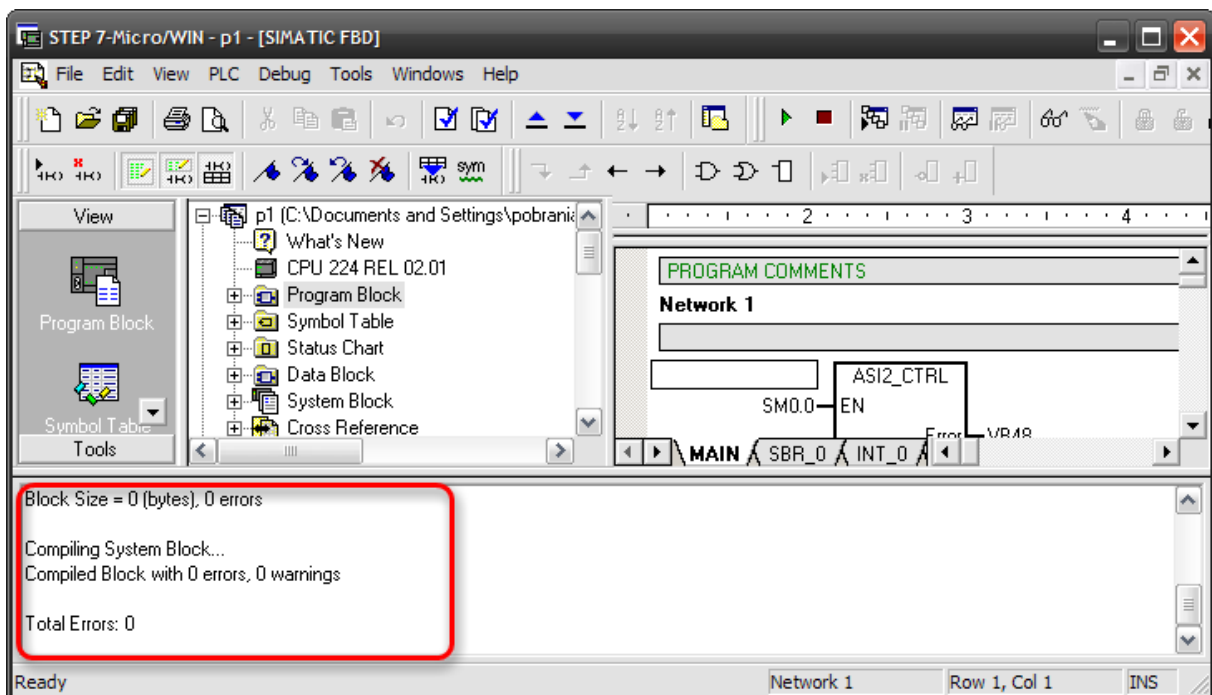 STEP 7-Micro/WIN - p1 - [SIMATIC FBD]
File Edit View PLC Debug Tools Windows Help
sym
View
Program Block
Symbol Table
Tools
p1 (C:\Documents and Settings\pobrania
What's New
CPU 224 REL 02.01
Program Block
Symbol Table
Status Chart
Data Block
System Block
Cross Reference
2 3 4
PROGRAM COMMENTS
Network 1
ASI2_CTRL
SM0.0 EN
Error VB48
MAIN SBR_0 INT_0
Block Size = 0 (bytes), 0 errors
Compiling System Block...
Compiled Block with 0 errors, 0 warnings
Total Errors: 0
Ready Network 1 Row 1, Col 1 INS